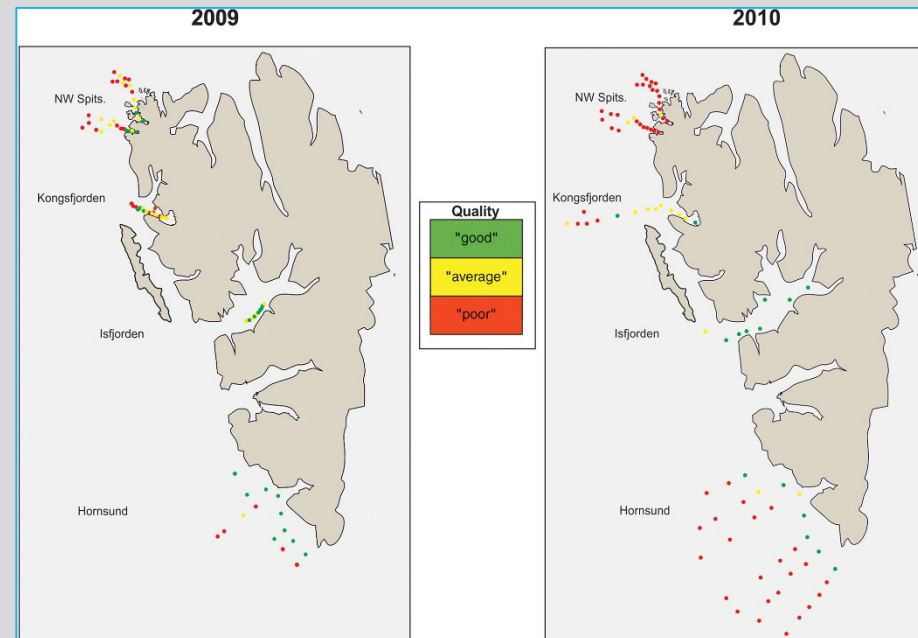 2009
2010
NW Spits.
Kongsfjorden
Isfjorden
Hornsund
Quality
"good"
"average"
"poor"
NW Spits.
Kongsfjorden
Isfjorden
Hornsund